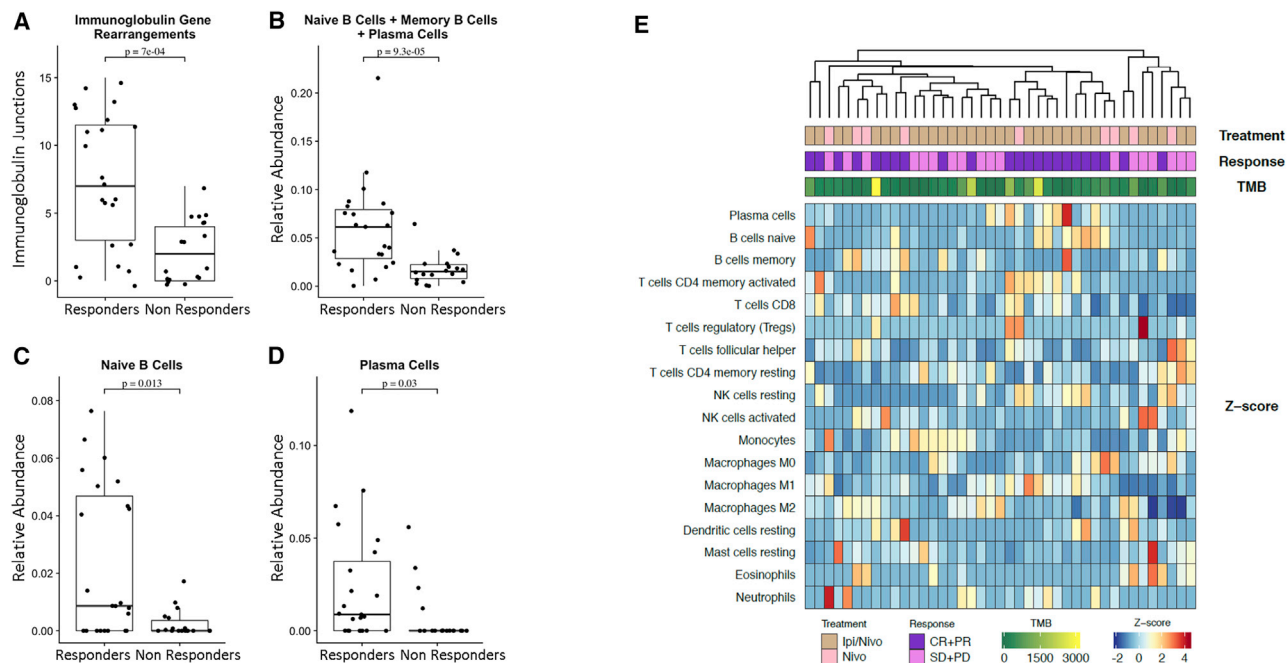 A
Immunoglobulin Gene
Rearrangements
p = 7e-04
Immunoglobulin Junctions
15
10
5
0
Responders Non Responders
B
Naive B Cells + Memory B Cells
+ Plasma Cells
p = 9.3e-05
Relative Abundance
0.20
0.15
0.10
0.05
0.00
Responders Non Responders
C
Naive B Cells
p = 0.013
Relative Abundance
0.08
0.06
0.04
0.02
0.00
Responders Non Responders
D
Plasma Cells
p = 0.03
Relative Abundance
0.10
0.05
0.00
Responders Non Responders
E
Treatment
Response
TMB
Plasma cells
B cells naive
B cells memory
T cells CD4 memory activated
T cells CD8
T cells regulatory (Tregs)
T cells follicular helper
T cells CD4 memory resting
NK cells resting
NK cells activated
Monocytes
Macrophages M0
Macrophages M1
Macrophages M2
Dendritic cells resting
Mast cells resting
Eosinophils
Neutrophils
Z-score
Treatment
Ipi/Nivo
Nivo
Response
CR+PR
SD+PD
TMB
0 1500 3000
Z-score
-2 0 2 4